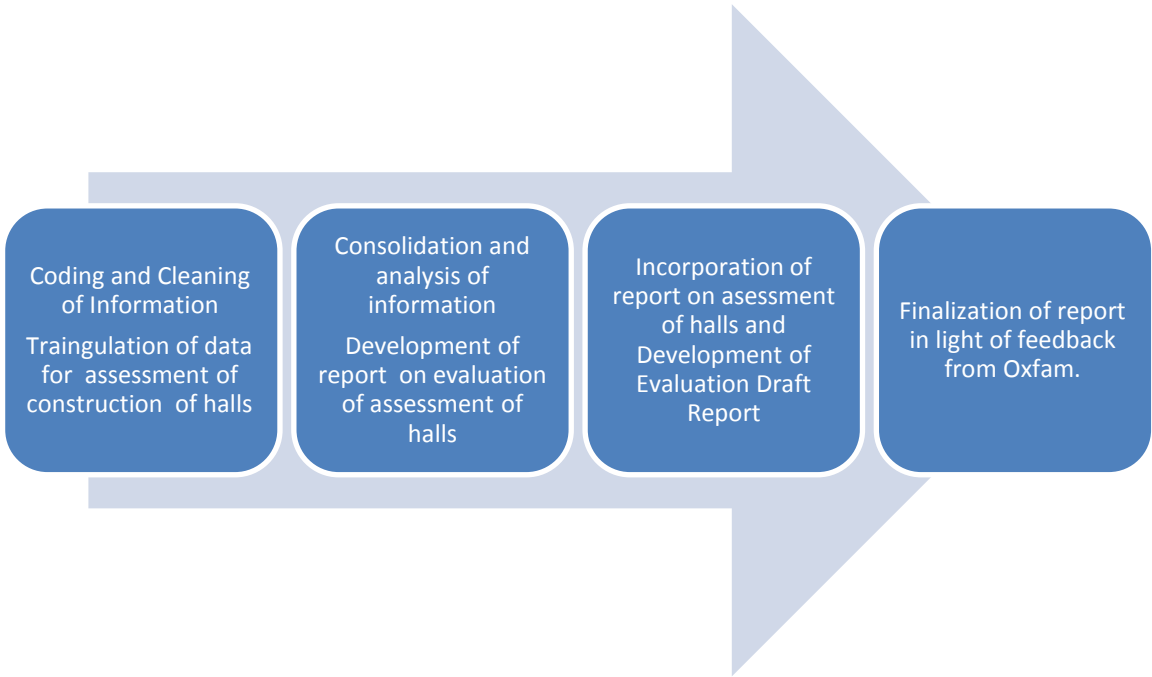 Coding and Cleaning
of Information
Traingulation of data
for assessment of
construction of halls
Consolidation and
analysis of
information
Development of
report on evaluation
of assessment of
halls
Incorporation of
report on asessment
of halls and
Development of
Evaluation Draft
Report
Finalization of report
in light of feedback
from Oxfam.